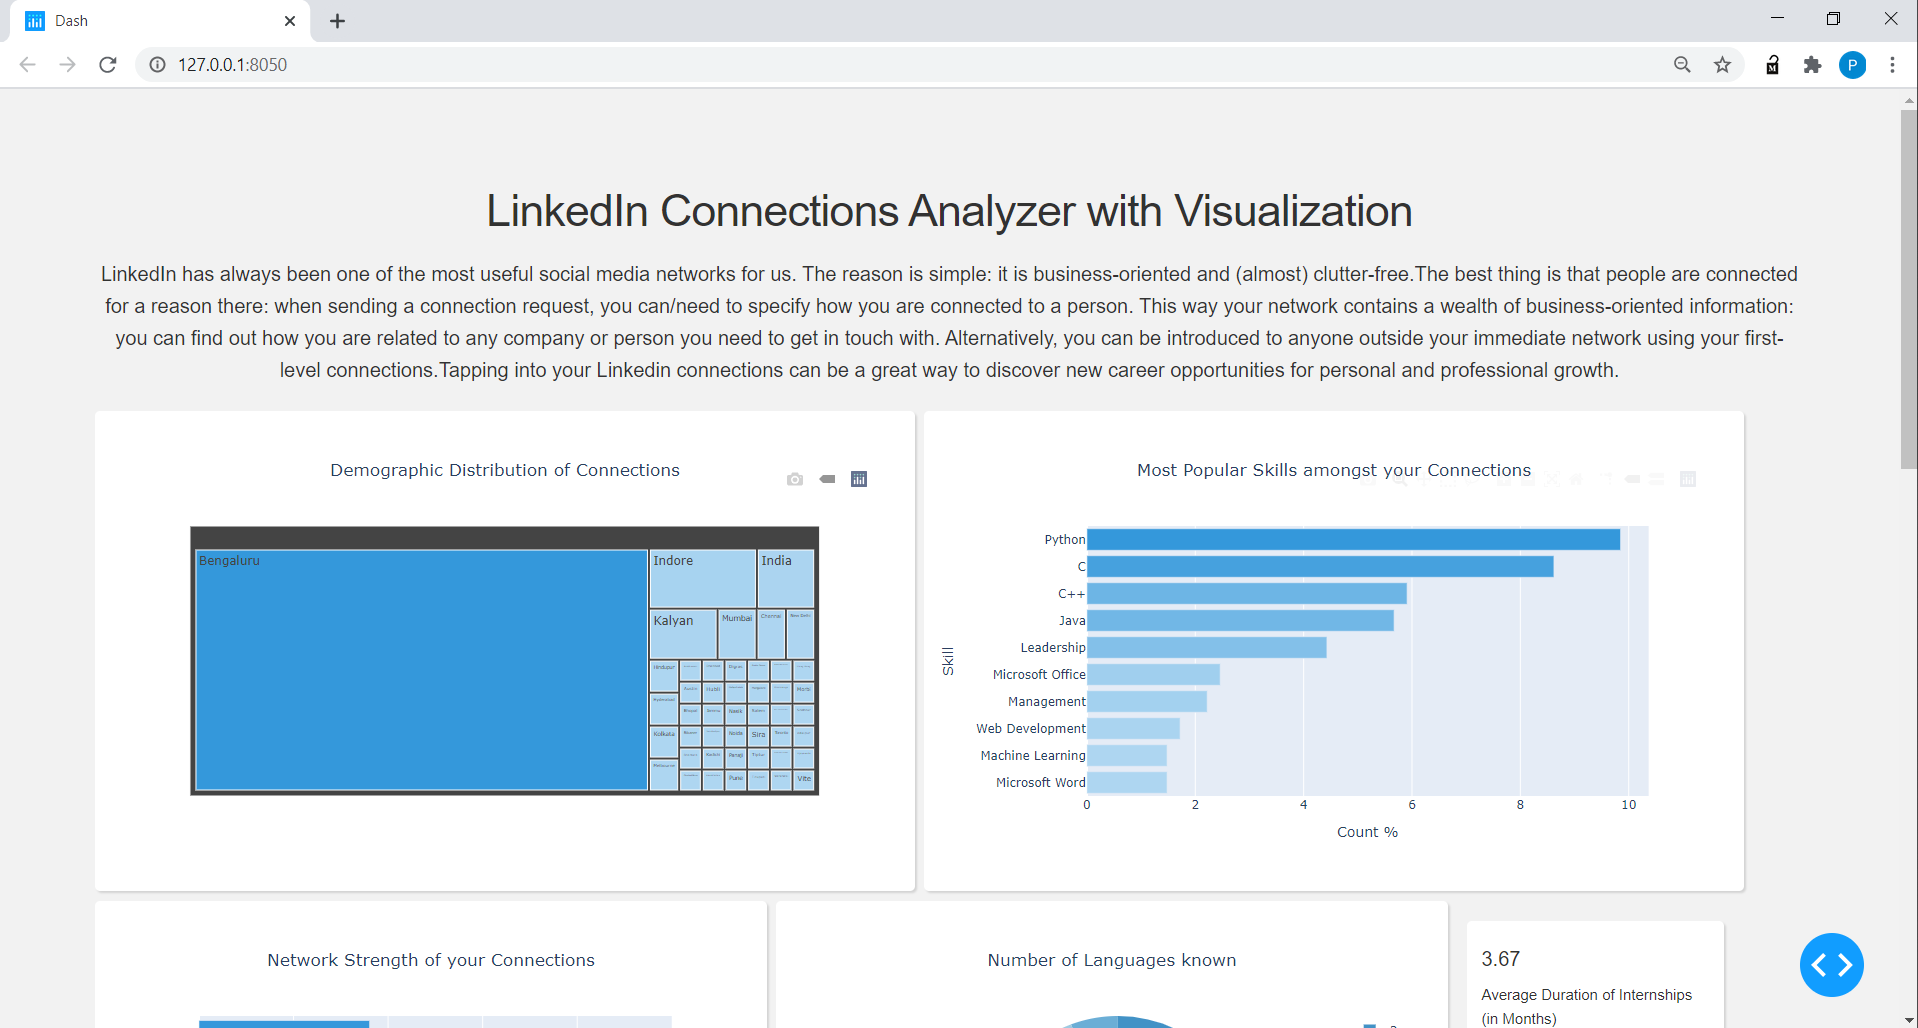 Dash
127.0.0.1:8050
P
LinkedIn Connections Analyzer with Visualization
LinkedIn has always been one of the most useful social media networks for us. The reason is simple: it is business-oriented and (almost) clutter-free.The best thing is that people are connected
for a reason there: when sending a connection request, you can/need to specify how you are connected to a person. This way your network contains a wealth of business-oriented information:
you can find out how you are related to any company or person you need to get in touch with. Alternatively, you can be introduced to anyone outside your immediate network using your first-
level connections.Tapping into your Linkedin connections can be a great way to discover new career opportunities for personal and professional growth.
Demographic Distribution of Connections
Bengaluru
Indore
India
Kalyan
Mumbai
Chennai
New Delhi
Hindupur
Kolkata
Melbourne
Hubli
Nasik
Noida
Sira
Panaji
Pune
Vite
Most Popular Skills amongst your Connections
Skill
Python
C
C++
Java
Leadership
Microsoft Office
Management
Web Development
Machine Learning
Microsoft Word
0 2 4 6 8 10
Count %
Network Strength of your Connections
Number of Languages known
3.67
Average Duration of Internships
(in Months)